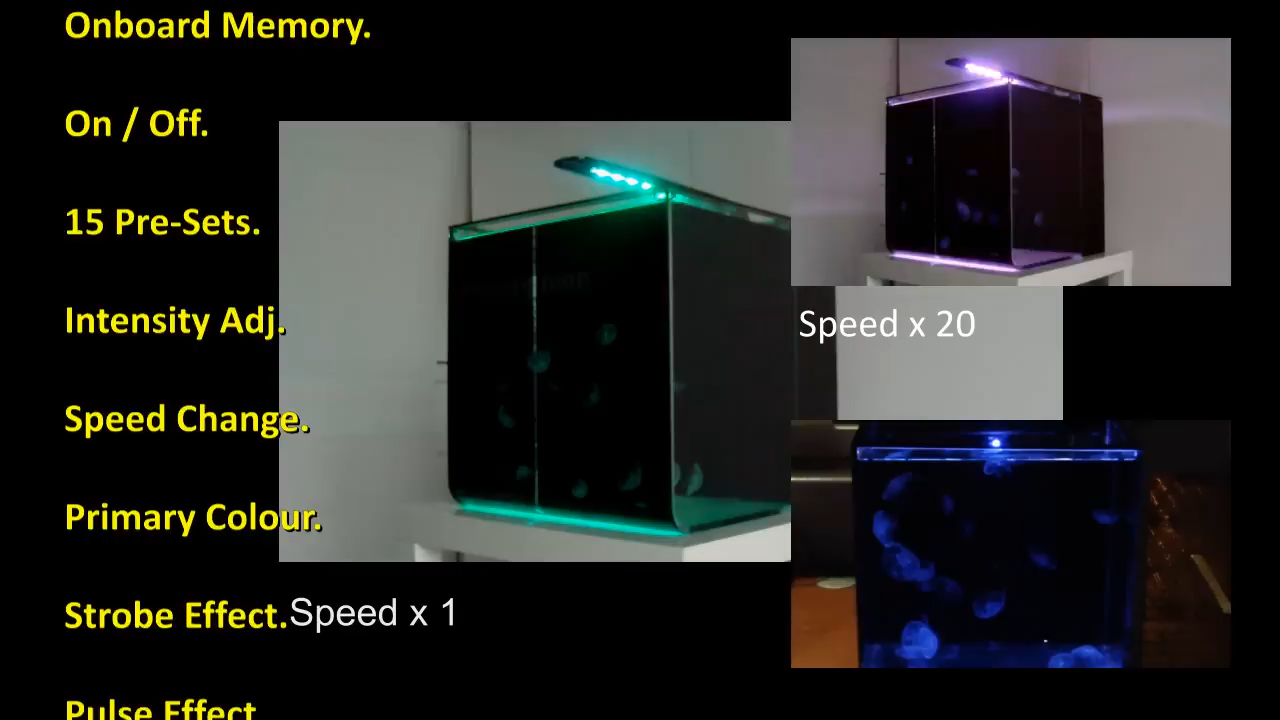 Onboard Memory.
On / Off.
15 Pre-Sets.
Intensity Adj.
Speed x 20
Speed Change.
Primary Colour.
Strobe Effect.
Speed x 1
Pulse Effect